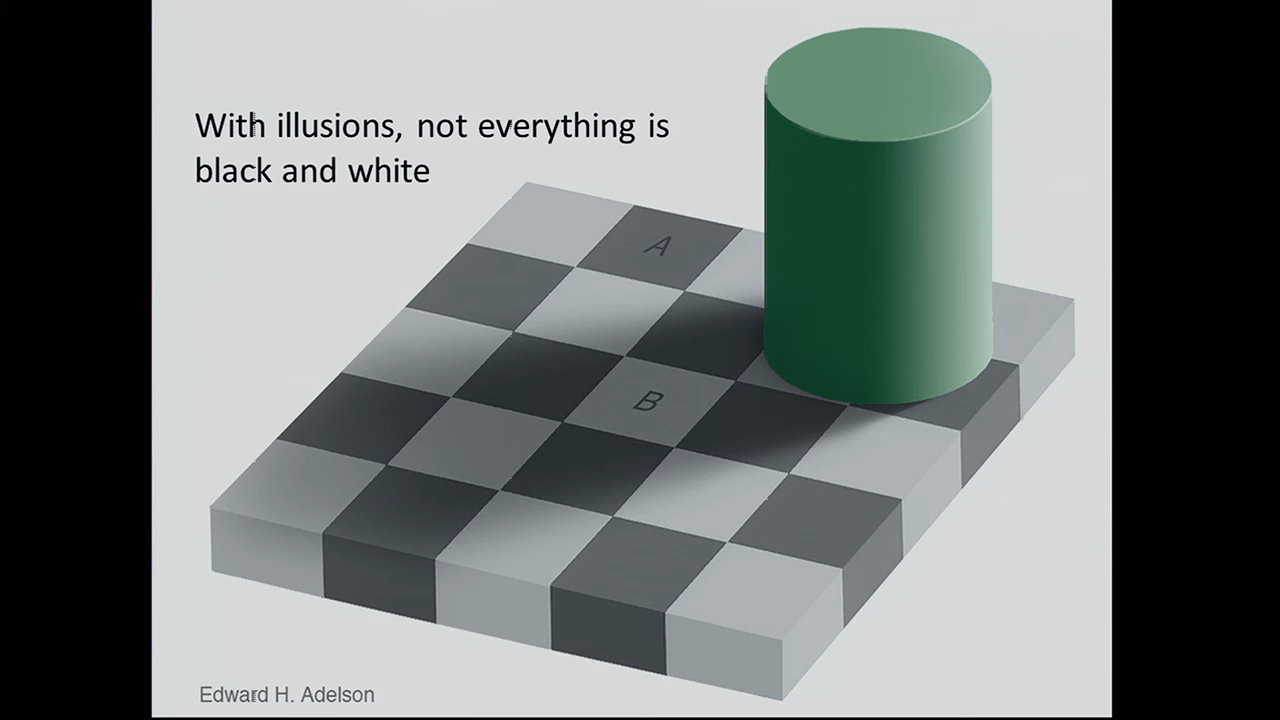 With illusions, not everything is
black and white
A
B
Edward H. Adelson